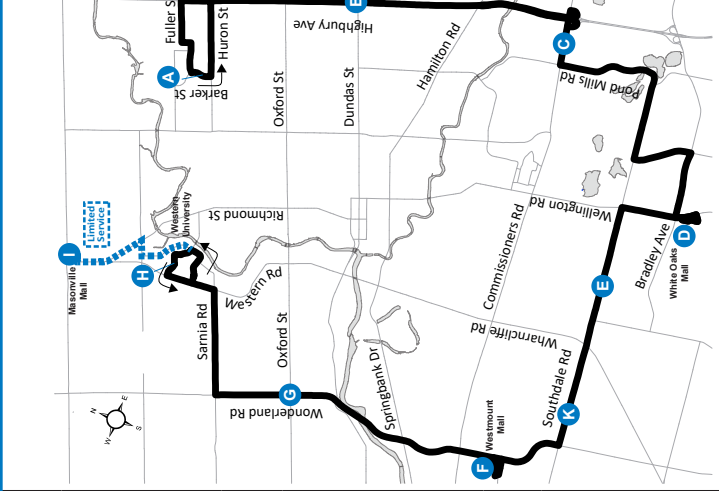 Fuller S
Huron St
B
Highbury Ave
A
Barker St
Oxford St
Dundas St
Hamilton Rd
C
Pond Mills Rd
Limited
Service
Western
University
Richmond St
Wellington Rd
I
Masonville
Mall
H
Western Rd
Commissioners Rd
Bradley Ave
D
White Oaks
Mall
E
Sarnia Rd
Oxford St
Wharncliffe Rd
Springbank Dr
Southdale Rd
G
Wonderland Rd
K
Westmount
Mall
F
N
E
S
W